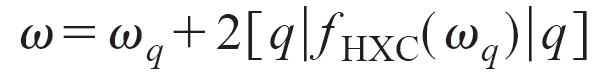 ω = ω_q + 2[q|f_HXC(ω_q)|q]